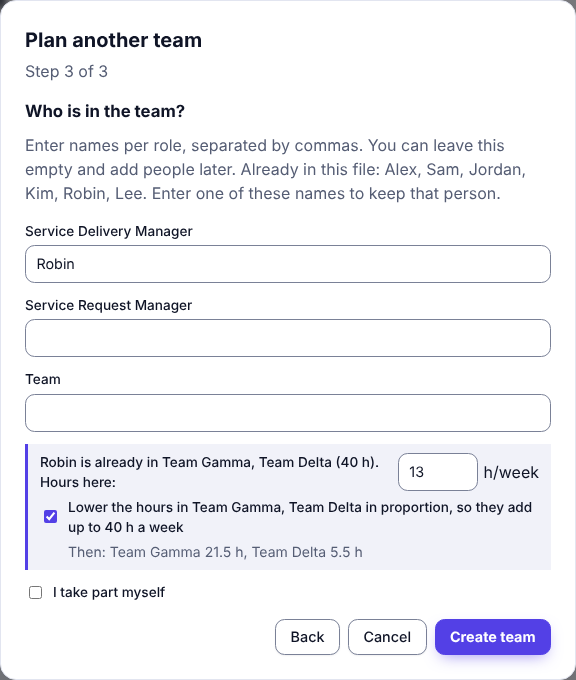 Plan another team
Step 3 of 3
Who is in the team?
Enter names per role, separated by commas. You can leave this
empty and add people later. Already in this file: Alex, Sam, Jordan,
Kim, Robin, Lee. Enter one of these names to keep that person.
Service Delivery Manager
Robin
Service Request Manager
Team
Robin is already in Team Gamma, Team Delta (40 h).
Hours here:
13
h/week
Lower the hours in Team Gamma, Team Delta in proportion, so they add
up to 40 h a week
Then: Team Gamma 21.5 h, Team Delta 5.5 h
I take part myself
Back
Cancel
Create team